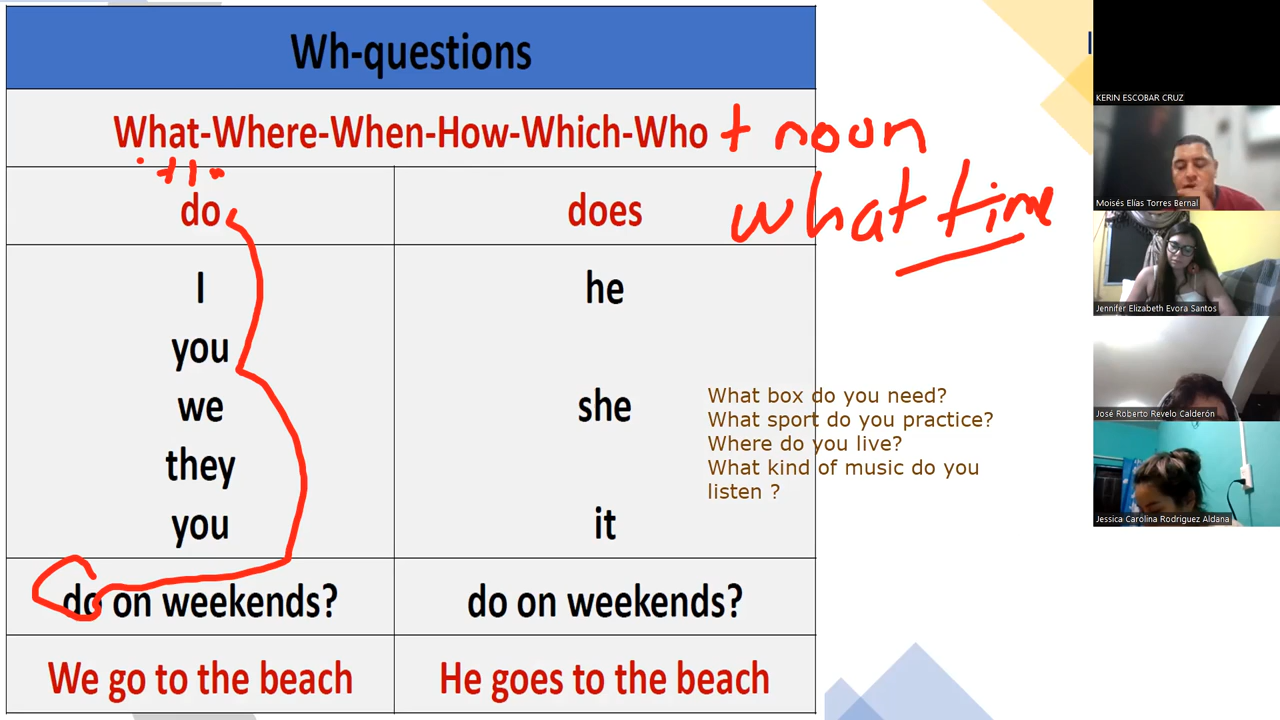 Wh-questions
What-Where-When-How-Which-Who + noun
do does what time
I he
you
we she
they
you it
do on weekends? do on weekends?
We go to the beach He goes to the beach
What box do you need?
What sport do you practice?
Where do you live?
What kind of music do you
listen ?
KERIN ESCOBAR CRUZ
Moisés Elías Torres Bernal
Jennifer Elizabeth Evora Santos
José Roberto Revelo Calderón
Jessica Carolina Rodriguez Aldana